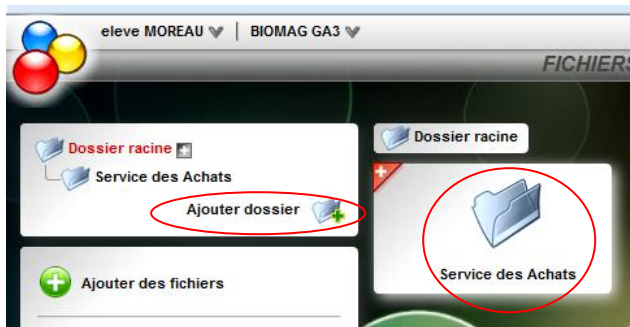 eleve MOREAU | BIOMAG GA3
FICHIERS
Dossier racine
Service des Achats
Ajouter dossier
Ajouter des fichiers
Dossier racine
Service des Achats